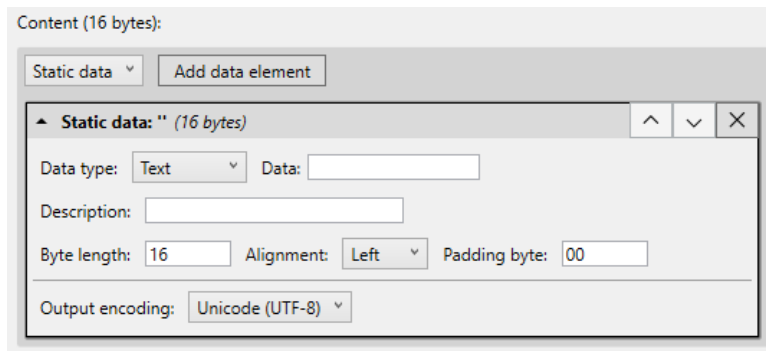 Content (16 bytes):
Static data Add data element
Static data: '' (16 bytes)
Data type: Text Data:
Description:
Byte length: 16 Alignment: Left Padding byte: 00
Output encoding: Unicode (UTF-8)